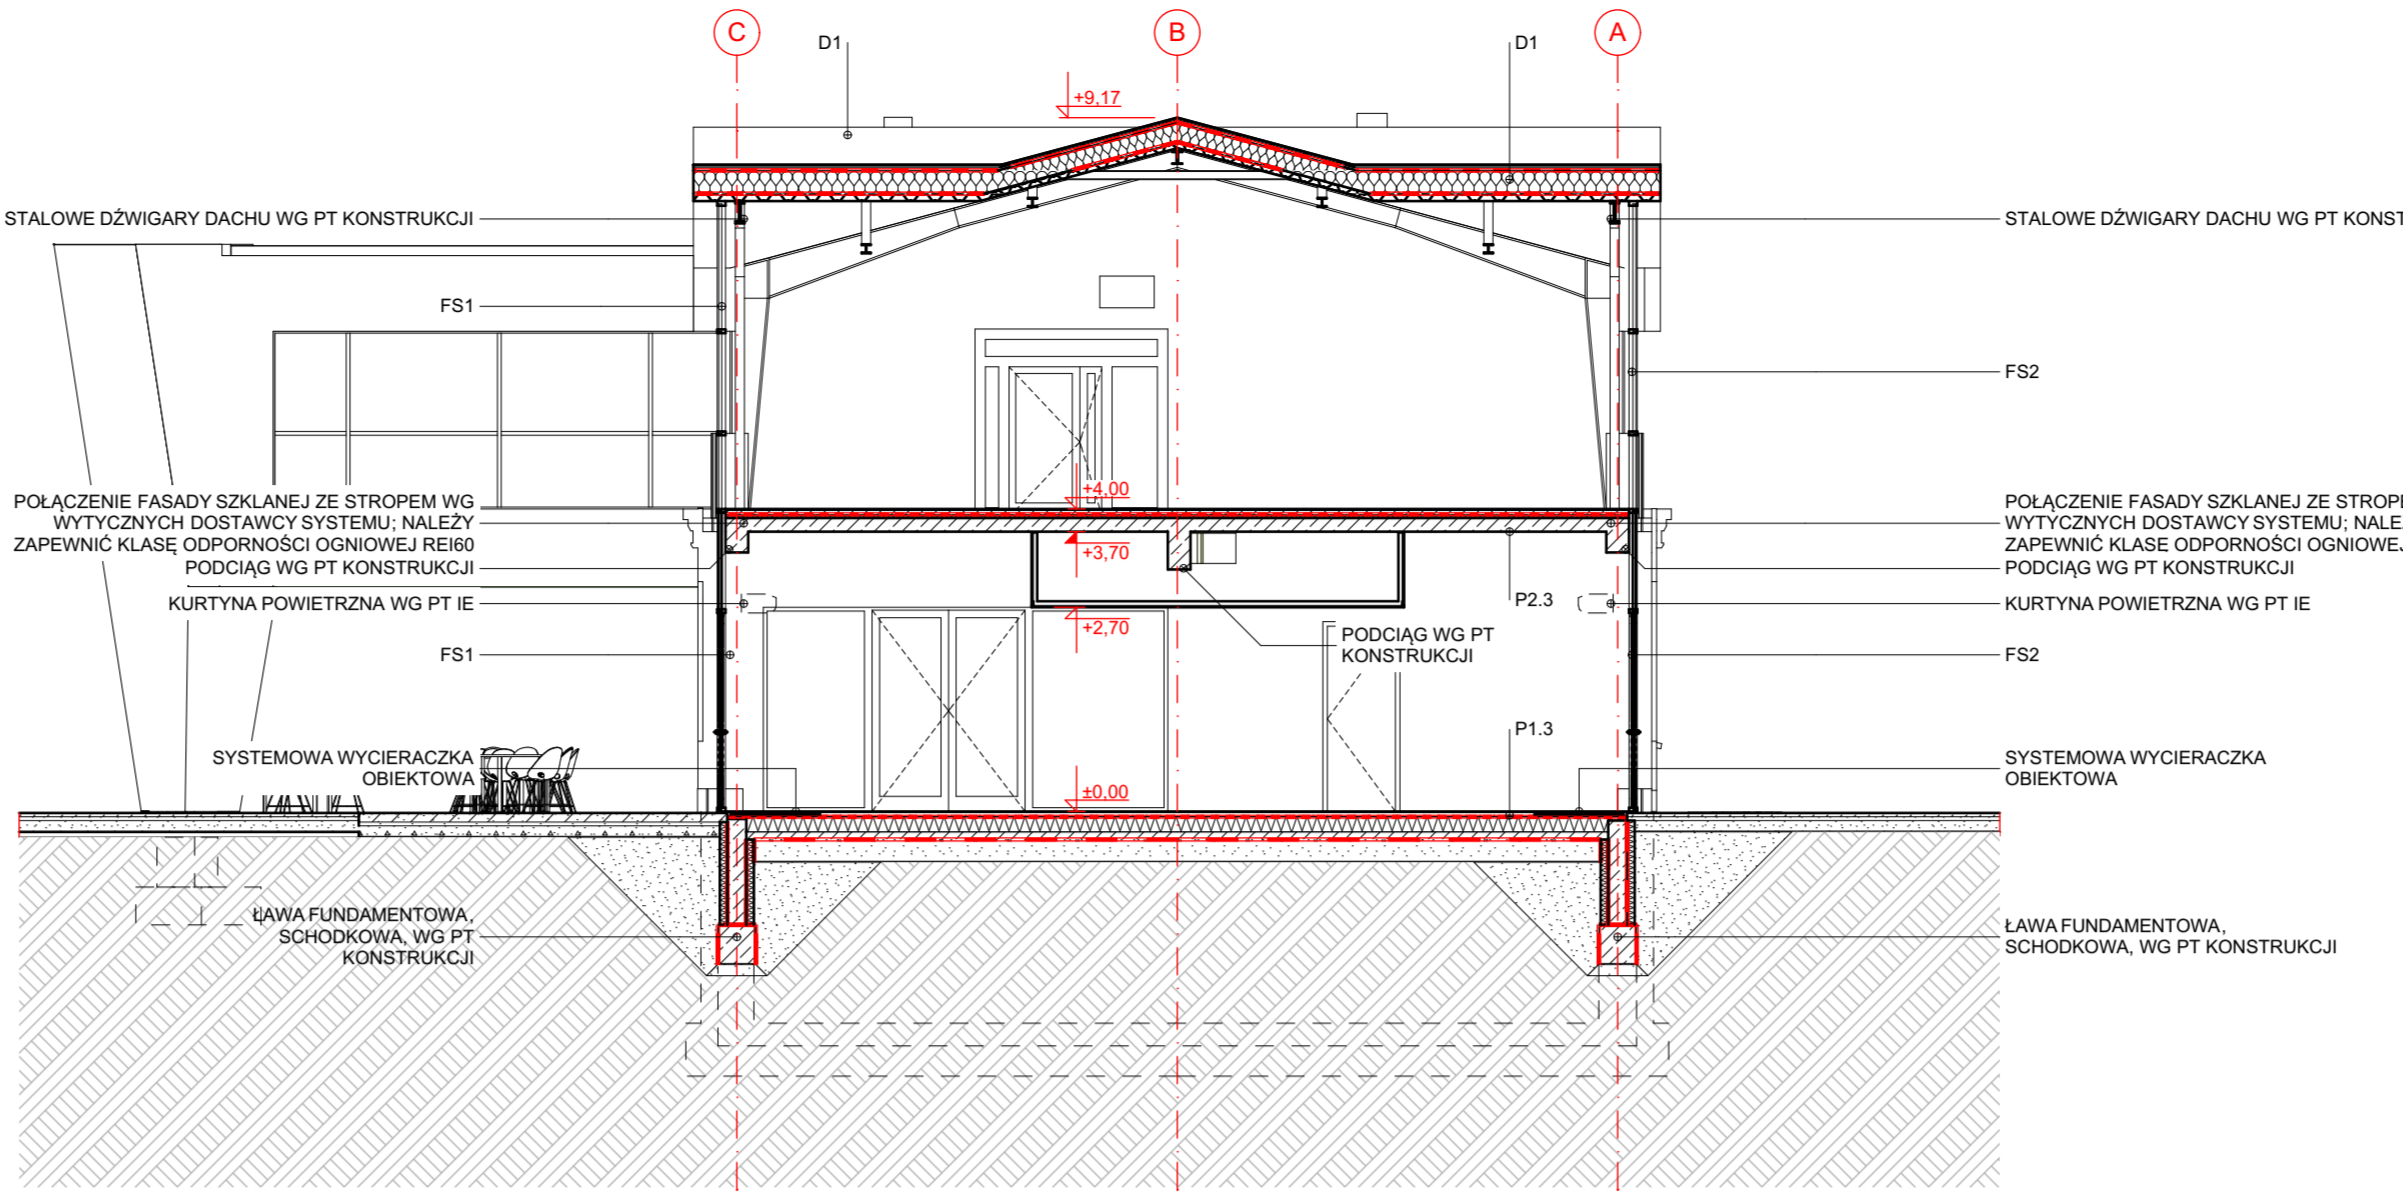 C
B
A
D1
D1
+9,17
STALOWE DŹWIGARY DACHU WG PT KONSTRUKCJI
STALOWE DŹWIGARY DACHU WG PT KONST
FS1
FS2
+4,00
POŁĄCZENIE FASADY SZKLANEJ ZE STROPEM WG
WYTYCZNYCH DOSTAWCY SYSTEMU; NALEŻY
ZAPEWNIĆ KLASĘ ODPORNOŚCI OGNIOWEJ REI60
PODCIĄG WG PT KONSTRUKCJI
POŁĄCZENIE FASADY SZKLANEJ ZE STROPE
WYTYCZNYCH DOSTAWCY SYSTEMU; NALE
ZAPEWNIĆ KLASĘ ODPORNOŚCI OGNIOWEJ
PODCIĄG WG PT KONSTRUKCJI
+3,70
KURTYNA POWIETRZNA WG PT IE
P2.3
KURTYNA POWIETRZNA WG PT IE
+2,70
PODCIĄG WG PT
KONSTRUKCJI
FS1
FS2
P1.3
SYSTEMOWA WYCIERACZKA
OBIEKTOWA
SYSTEMOWA WYCIERACZKA
OBIEKTOWA
±0,00
ŁAWA FUNDAMENTOWA,
SCHODKOWA, WG PT
KONSTRUKCJI
ŁAWA FUNDAMENTOWA,
SCHODKOWA, WG PT KONSTRUKCJI